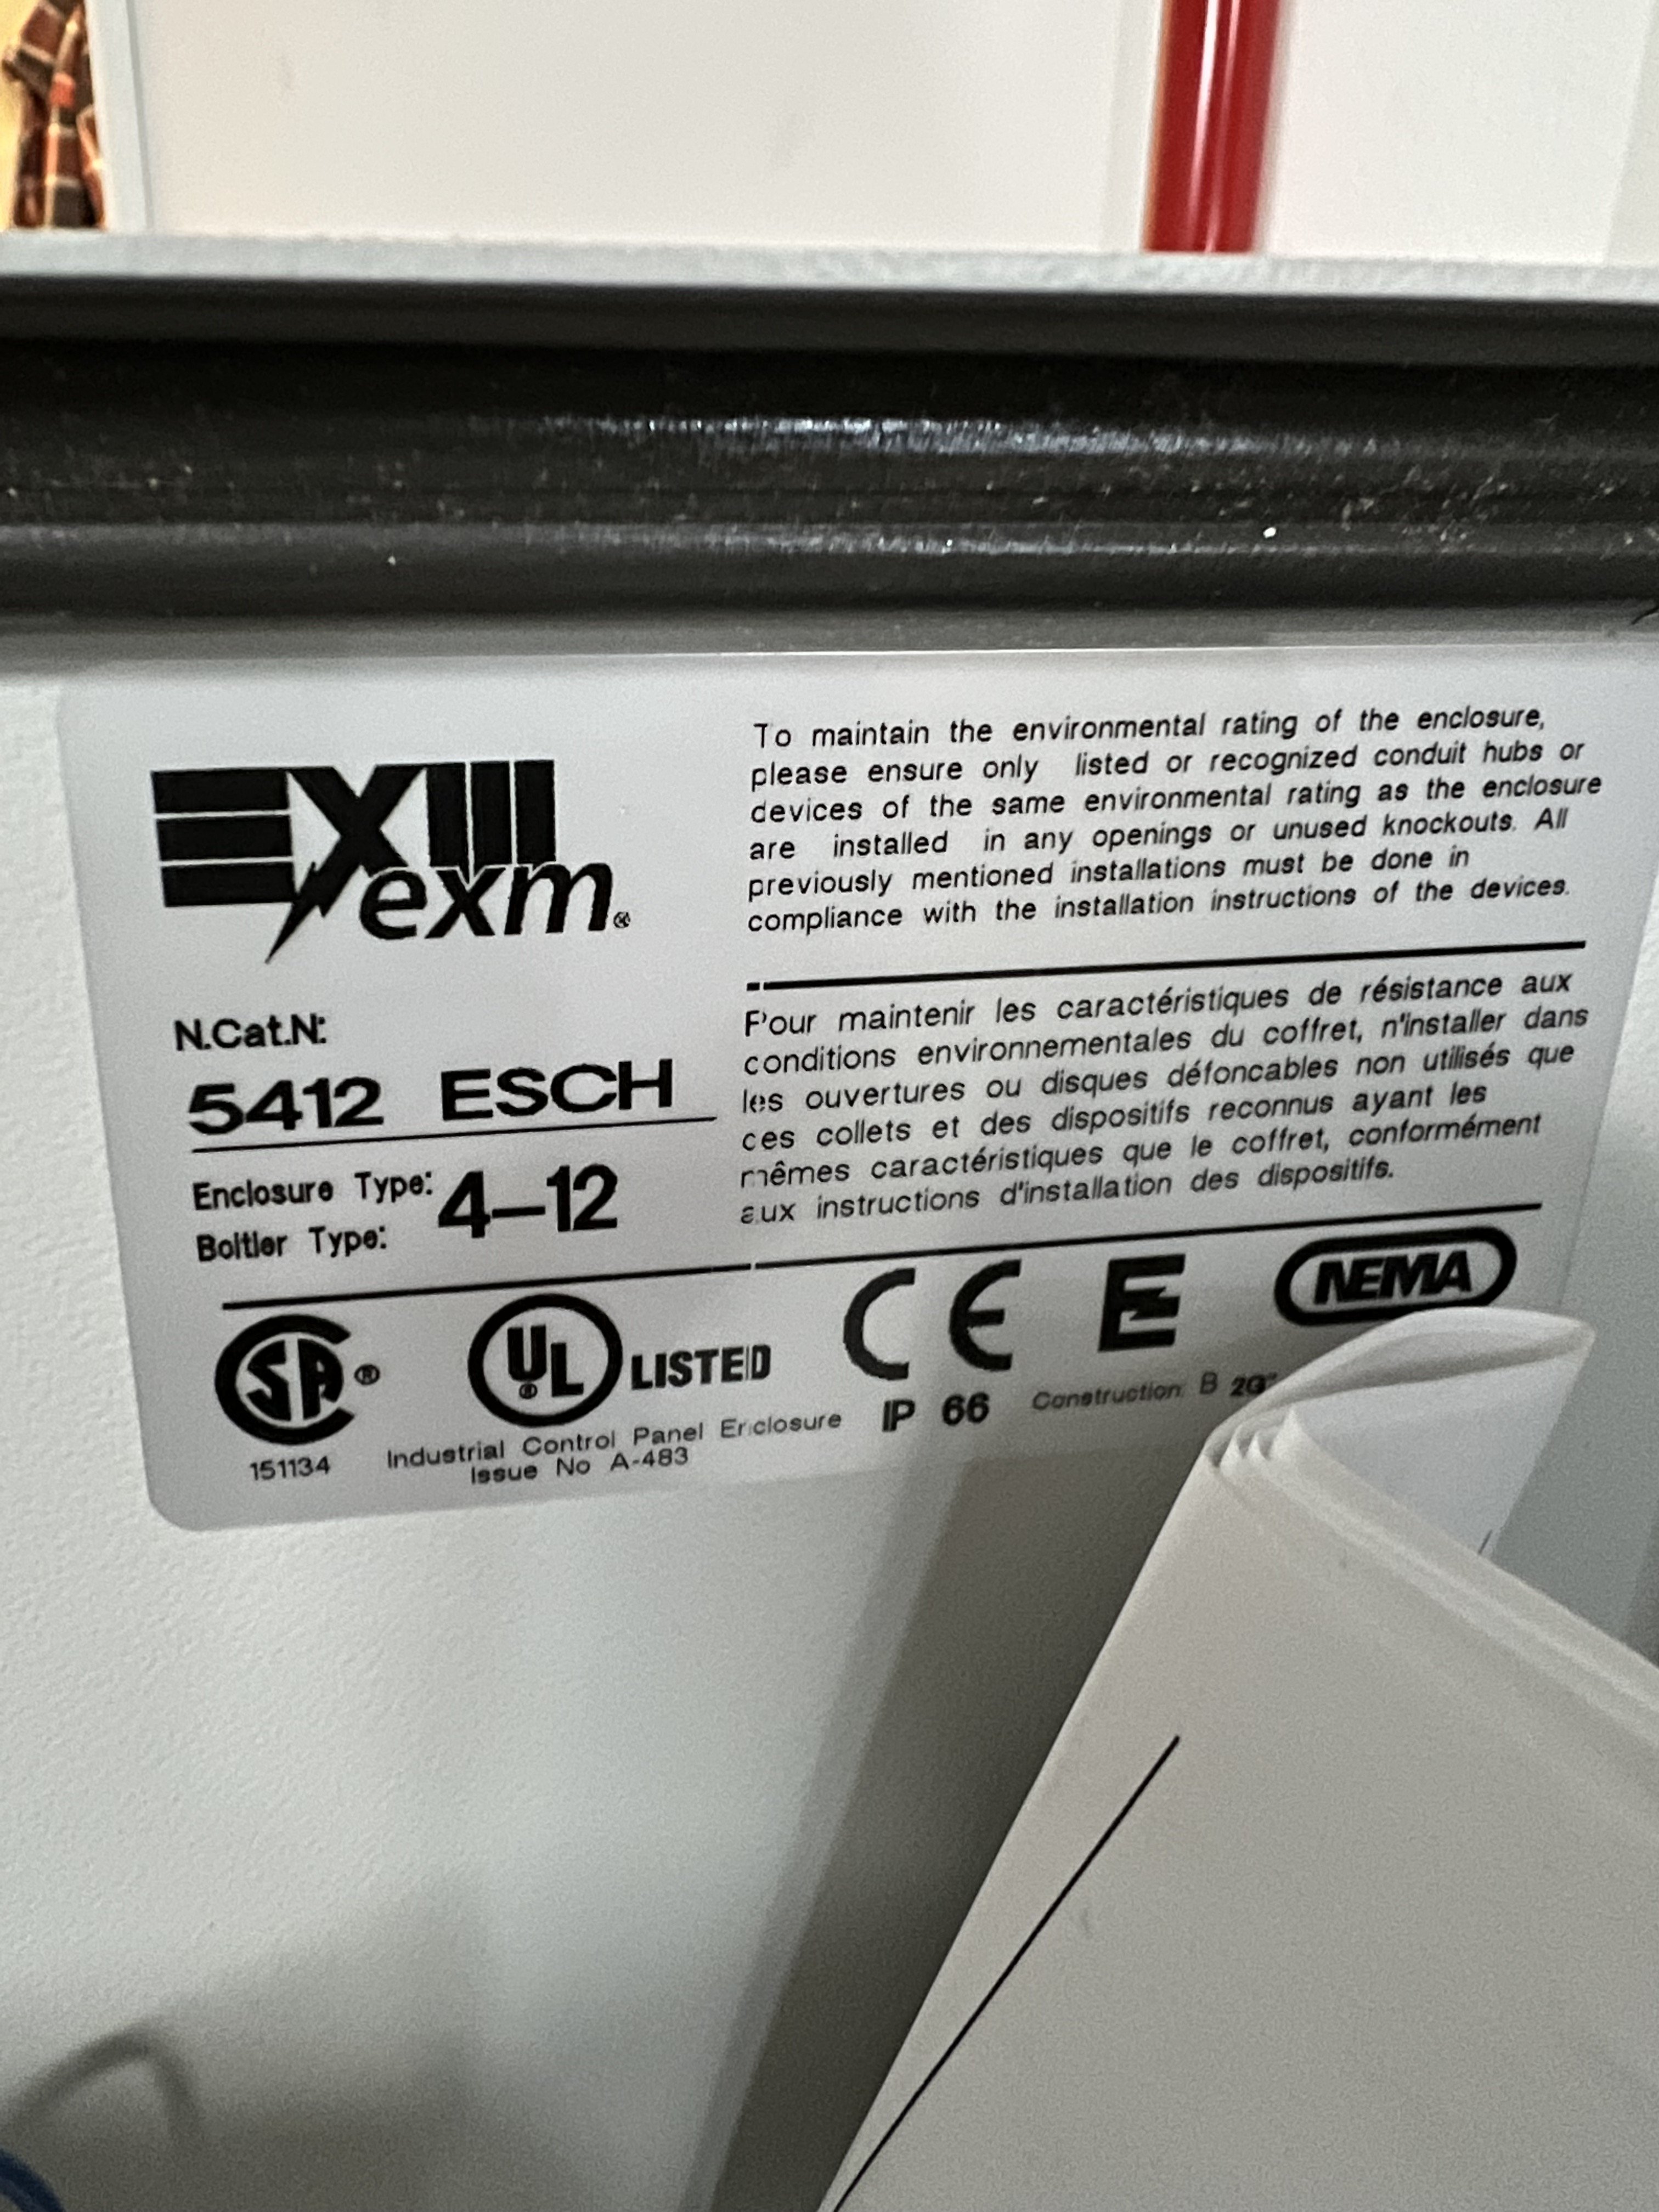 EXIII
exm®
N.Cat.N:
5412 ESCH
Enclosure Type: 4-12
Boitier Type:
To maintain the environmental rating of the enclosure,
please ensure only listed or recognized conduit hubs or
devices of the same environmental rating as the enclosure
are installed in any openings or unused knockouts. All
previously mentioned installations must be done in
compliance with the installation instructions of the devices.
Pour maintenir les caractéristiques de résistance aux
conditions environnementales du coffret, n'installer dans
les ouvertures ou disques défoncables non utilisés que
ces collets et des dispositifs reconnus ayant les
mêmes caractéristiques que le coffret, conformément
aux instructions d'installation des dispositifs.
SA®
151134
UL® LISTED
Industrial Control Panel Enclosure
Issue No A-483
CE
IP 66
E
Construction: B
NEMA